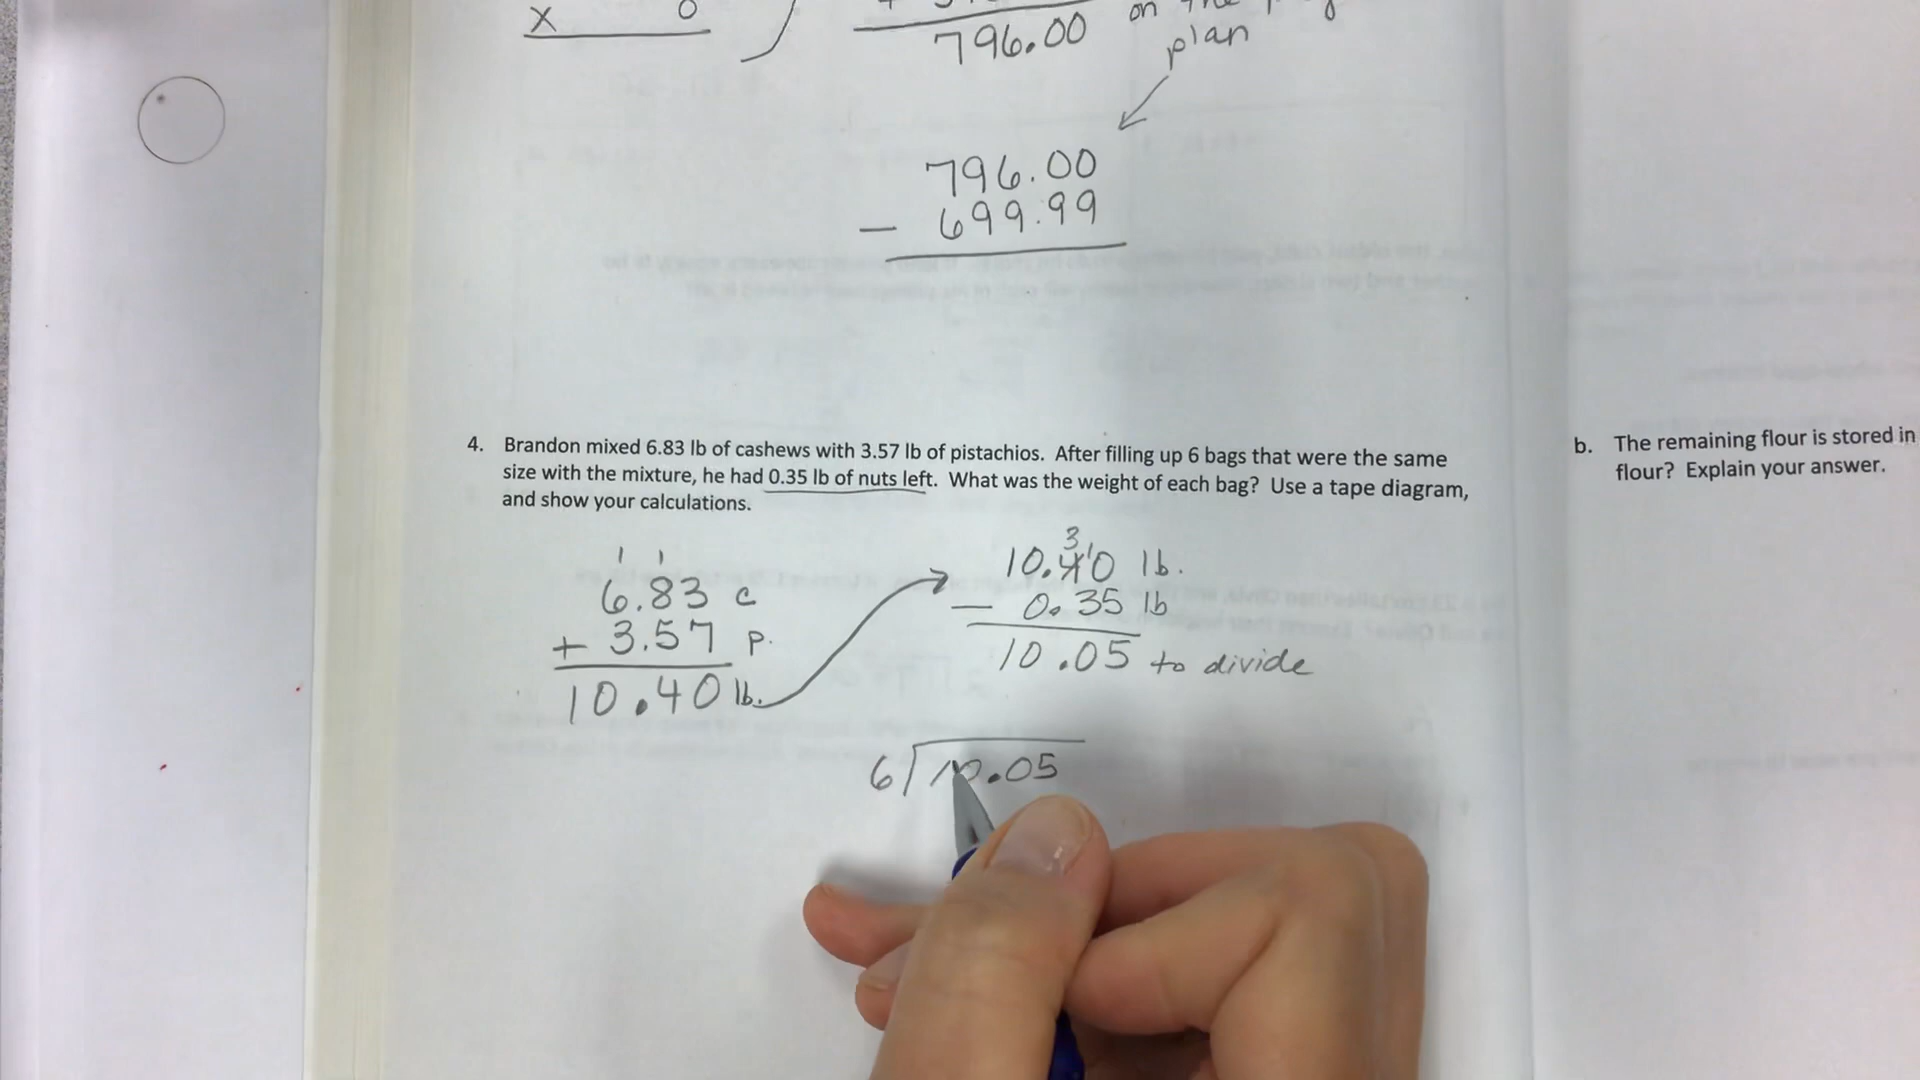 x 0
796.00 on
plan
796.00
- 699.99
4. Brandon mixed 6.83 lb of cashews with 3.57 lb of pistachios. After filling up 6 bags that were the same
size with the mixture, he had 0.35 lb of nuts left. What was the weight of each bag? Use a tape diagram,
and show your calculations.
1 1
6.83 c
+ 3.57 p.
10.40 lb.
3
10.410 lb.
- 0.35 lb
10.05 to divide
6 10.05
b. The remaining flour is stored in
flour? Explain your answer.